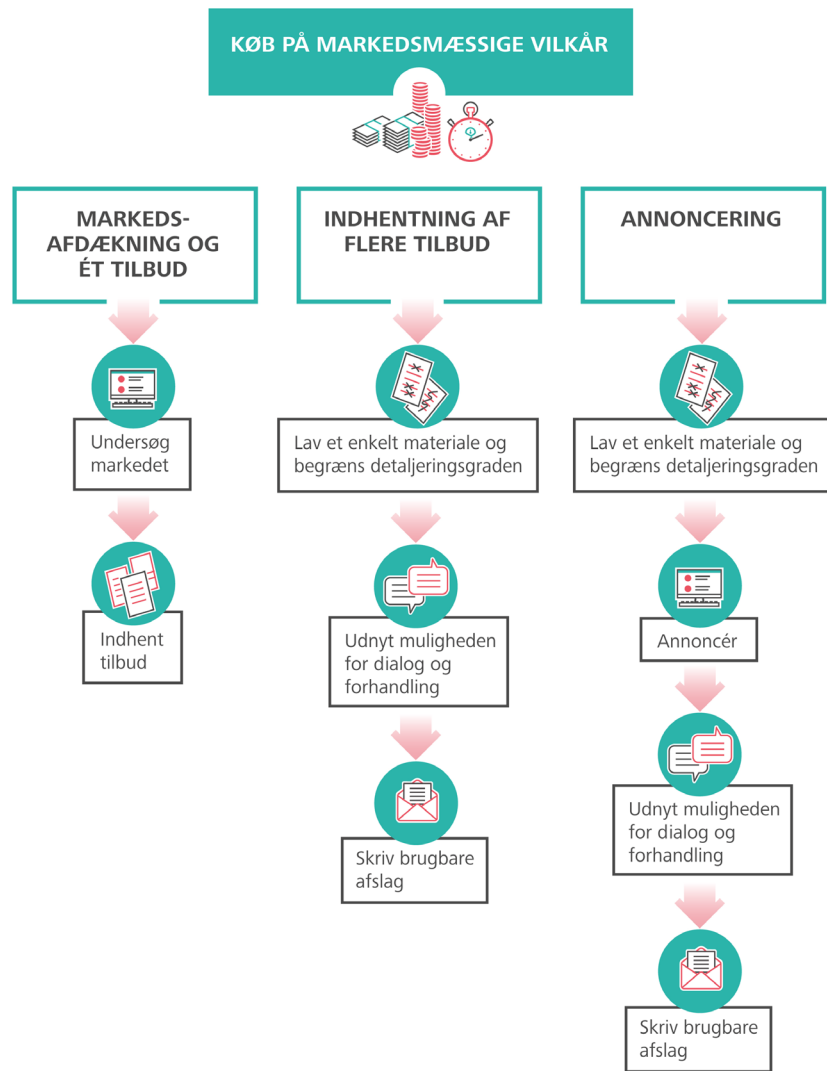 KØB PÅ MARKEDSMÆSSIGE VILKÅR
MARKEDS-
AFDÆKNING OG
ÉT TILBUD
Undersøg
markedet
Indhent
tilbud
INDHENTNING AF
FLERE TILBUD
Lav et enkelt materiale og
begræns detaljeringsgraden
Udnyt muligheden
for dialog og
forhandling
Skriv brugbare
afslag
ANNONCERING
Lav et enkelt materiale og
begræns detaljeringsgraden
Annoncér
Udnyt muligheden
for dialog og
forhandling
Skriv brugbare
afslag